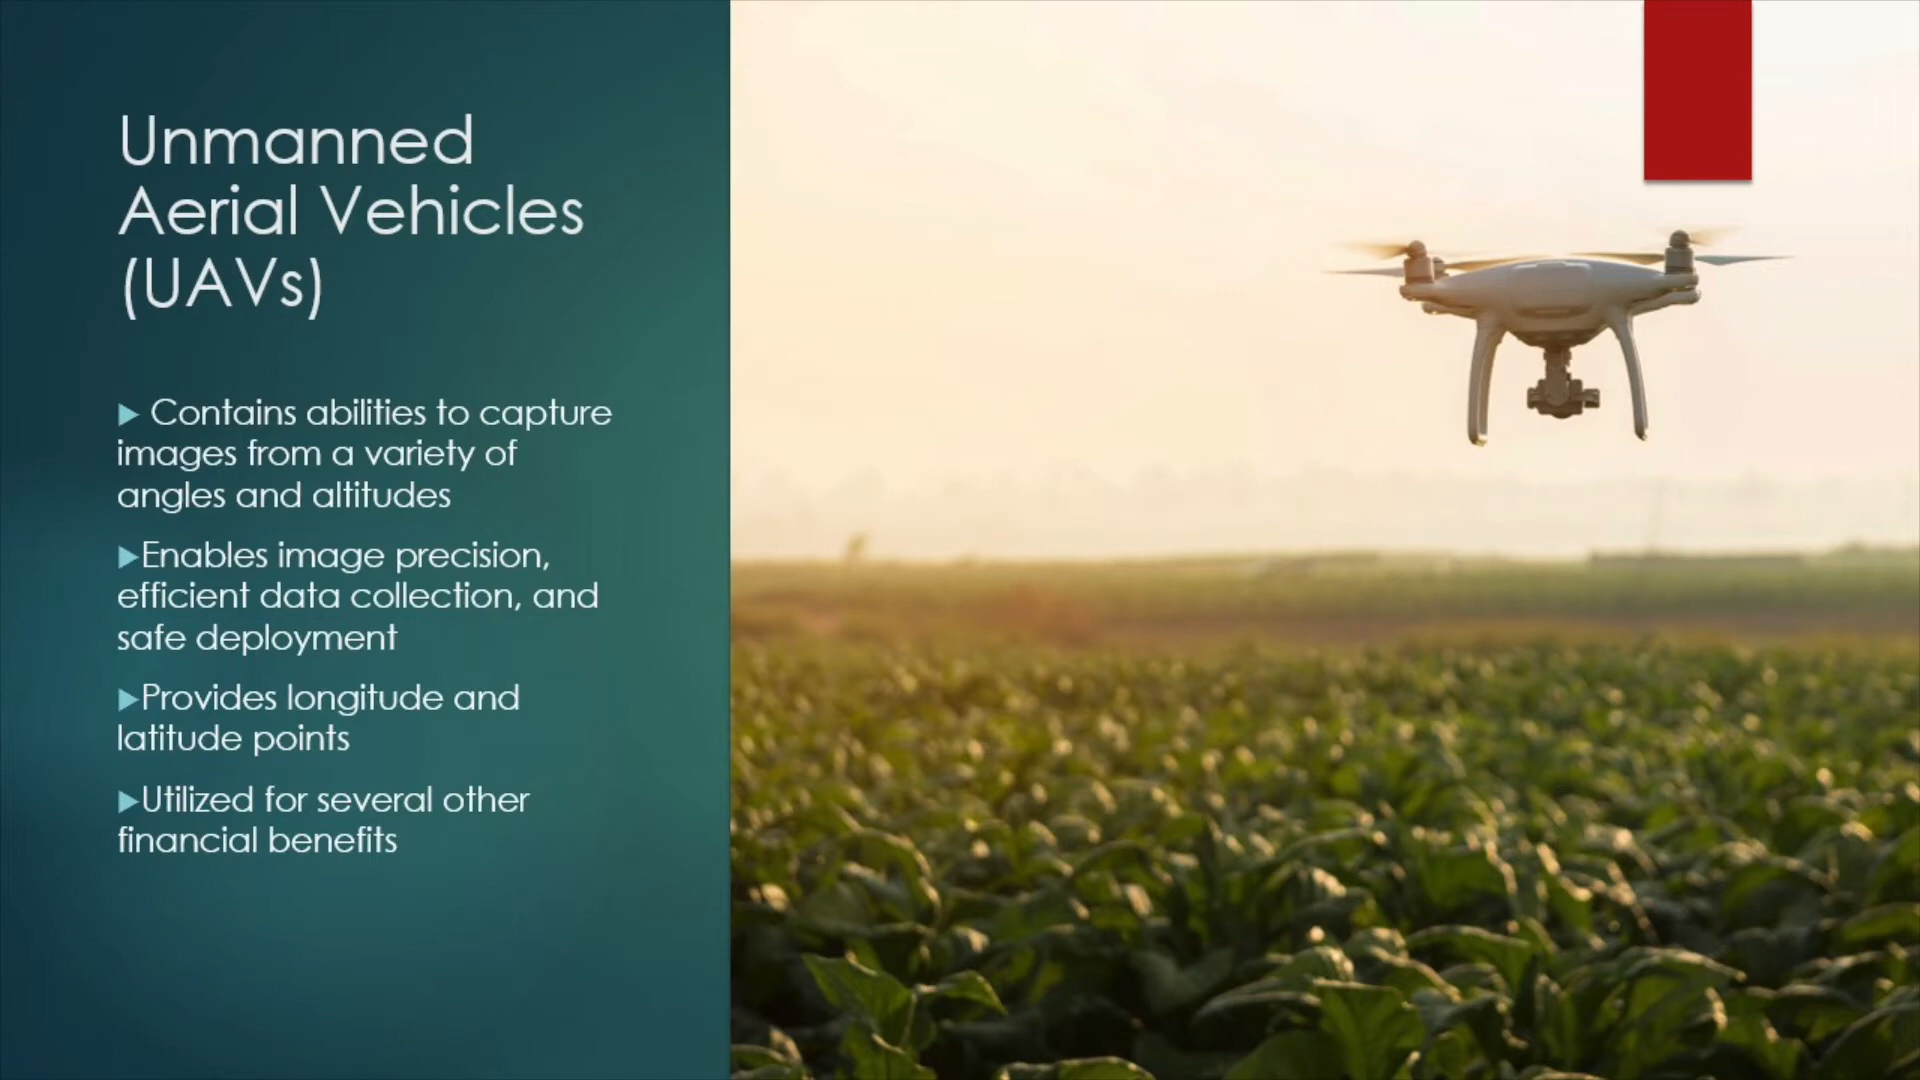 Unmanned
Aerial Vehicles
(UAVs)
Contains abilities to capture
images from a variety of
angles and altitudes
Enables image precision,
efficient data collection, and
safe deployment
Provides longitude and
latitude points
Utilized for several other
financial benefits